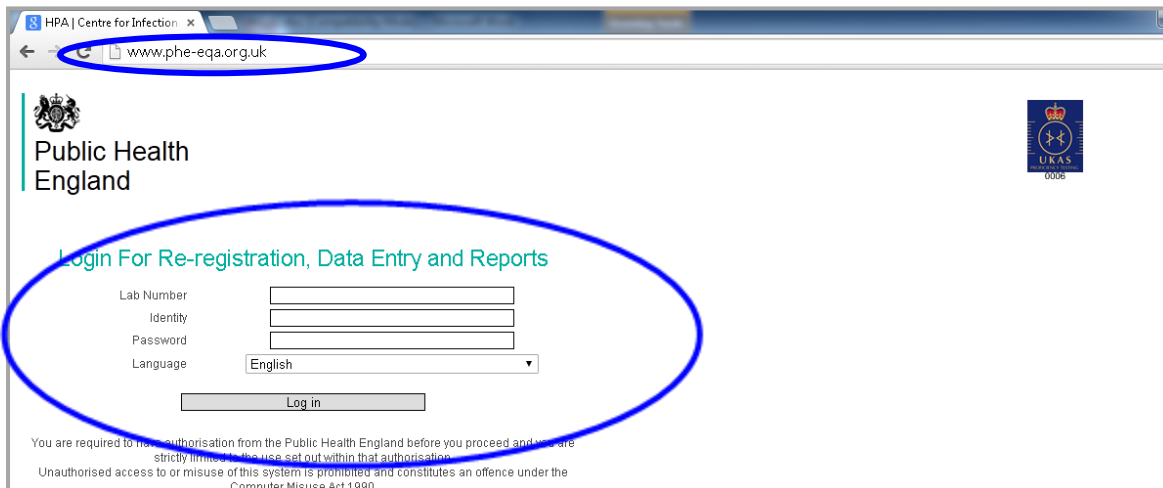 HPA | Centre for Infection
www.phe-eqa.org.uk
Public Health
England
UKAS
PROFICIENCY TESTING
0006
Login For Re-registration, Data Entry and Reports
Lab Number
Identity
Password
Language English
Log in
You are required to have authorisation from the Public Health England before you proceed and you are
strictly limited to the use set out within that authorisation.
Unauthorised access to or misuse of this system is prohibited and constitutes an offence under the
Computer Misuse Act 1990